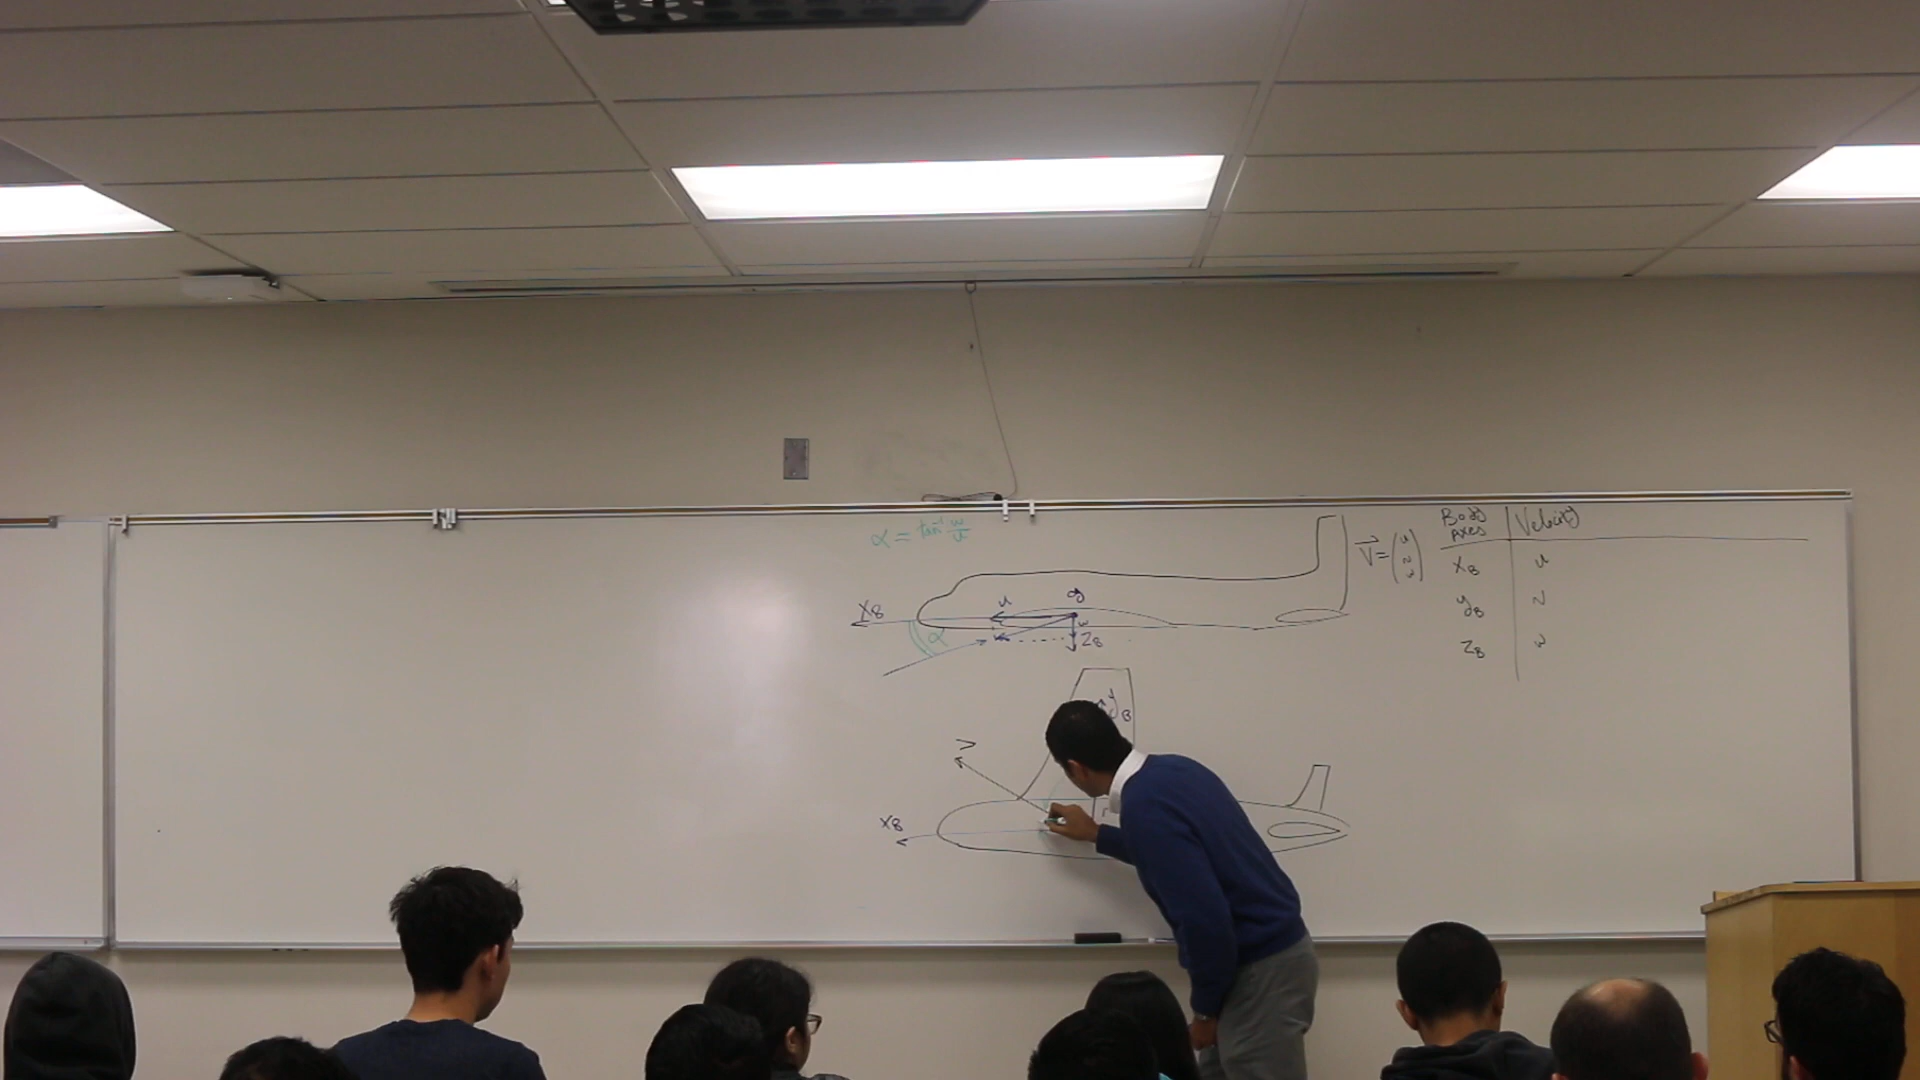 α = tan⁻¹ w/u
X_B
u
α
w
Z_B
V⃗ = (u v w)
Body Axes | Velocity
X_B | u
y_B | v
Z_B | w
y_B
V
X_B